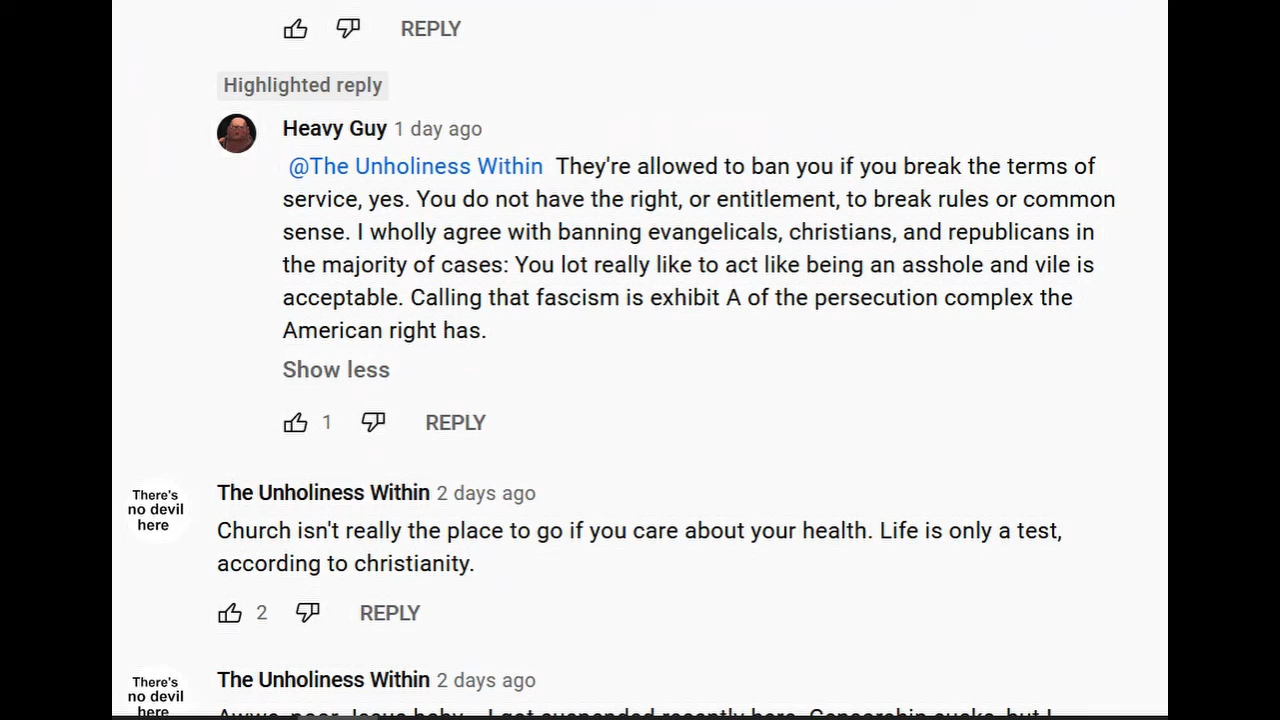 REPLY
Highlighted reply
Heavy Guy 1 day ago
@The Unholiness Within They're allowed to ban you if you break the terms of
service, yes. You do not have the right, or entitlement, to break rules or common
sense. I wholly agree with banning evangelicals, christians, and republicans in
the majority of cases: You lot really like to act like being an asshole and vile is
acceptable. Calling that fascism is exhibit A of the persecution complex the
American right has.
Show less
1 REPLY
There's
no devil
here
The Unholiness Within 2 days ago
Church isn't really the place to go if you care about your health. Life is only a test,
according to christianity.
2 REPLY
There's
no devil
here
The Unholiness Within 2 days ago